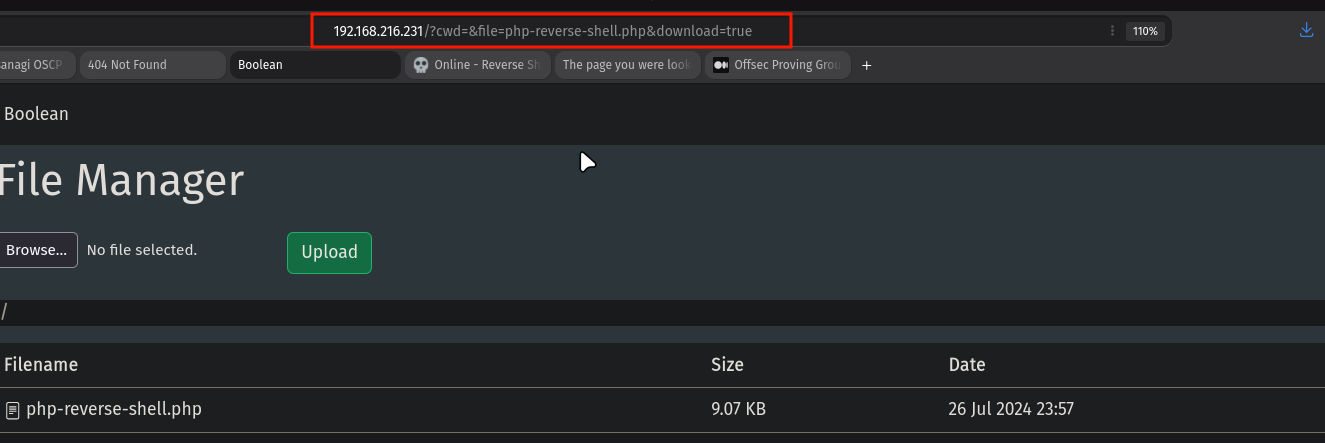 192.168.216.231/?cwd=&file=php-reverse-shell.php&download=true 110%
anagi OSCP 404 Not Found Boolean Online - Reverse Sh The page you were look Offsec Proving Grou +
Boolean
File Manager
Browse... No file selected. Upload
/
Filename Size Date
php-reverse-shell.php 9.07 KB 26 Jul 2024 23:57